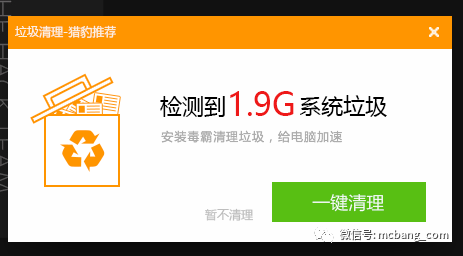 垃圾清理-猎豹推荐
检测到1.9G系统垃圾
安装毒霸清理垃圾，给电脑加速
暂不清理
一键清理
微信号: mcbang_com